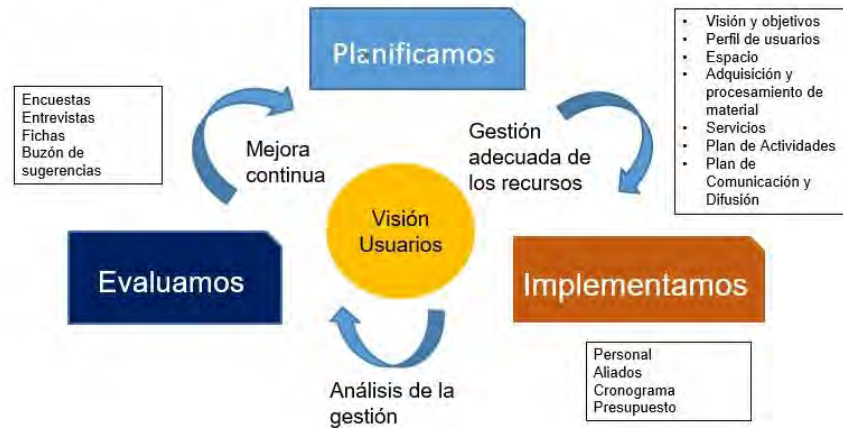 Planificamos
Visión y objetivos
Perfil de usuarios
Espacio
Adquisición y
procesamiento de
material
Servicios
Plan de Actividades
Plan de
Comunicación y
Difusión
Encuestas
Entrevistas
Fichas
Buzón de
sugerencias
Mejora
continua
Gestión
adecuada de
los recursos
Visión
Usuarios
Evaluamos
Implementamos
Análisis de la
gestión
Personal
Aliados
Cronograma
Presupuesto